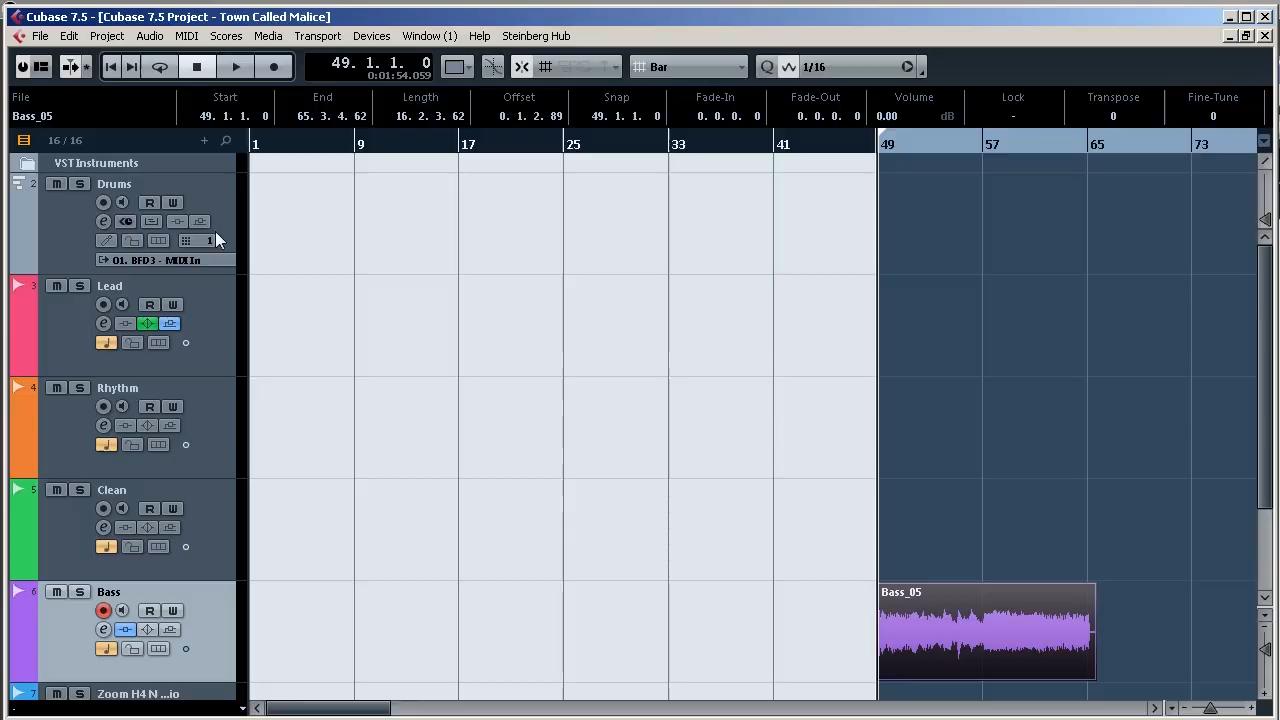 Cubase 7.5 - [Cubase 7.5 Project - Town Called Malice]
File Edit Project Audio MIDI Scores Media Transport Devices Window (1) Help Steinberg Hub
49. 1. 1. 0
0:01:54.059
Bar
Q 1/16
File Start End Length Offset Snap Fade-In Fade-Out Volume Lock Transpose Fine-Tune
Bass_05 49. 1. 1. 0 65. 3. 4. 62 16. 2. 3. 62 0. 1. 2. 89 49. 1. 1. 0 0. 0. 0. 0 0. 0. 0. 0 0.00 dB - 0 0
16 / 16 + 1 9 17 25 33 41 49 57 65 73
VST Instruments
2 m S Drums
R W
e
1
01. BFD3 - MIDI In
3 m S Lead
R W
e
4 m S Rhythm
R W
e
5 m S Clean
R W
e
6 m S Bass
Bass_05
R W
e
7 m S Zoom H4 N ...io